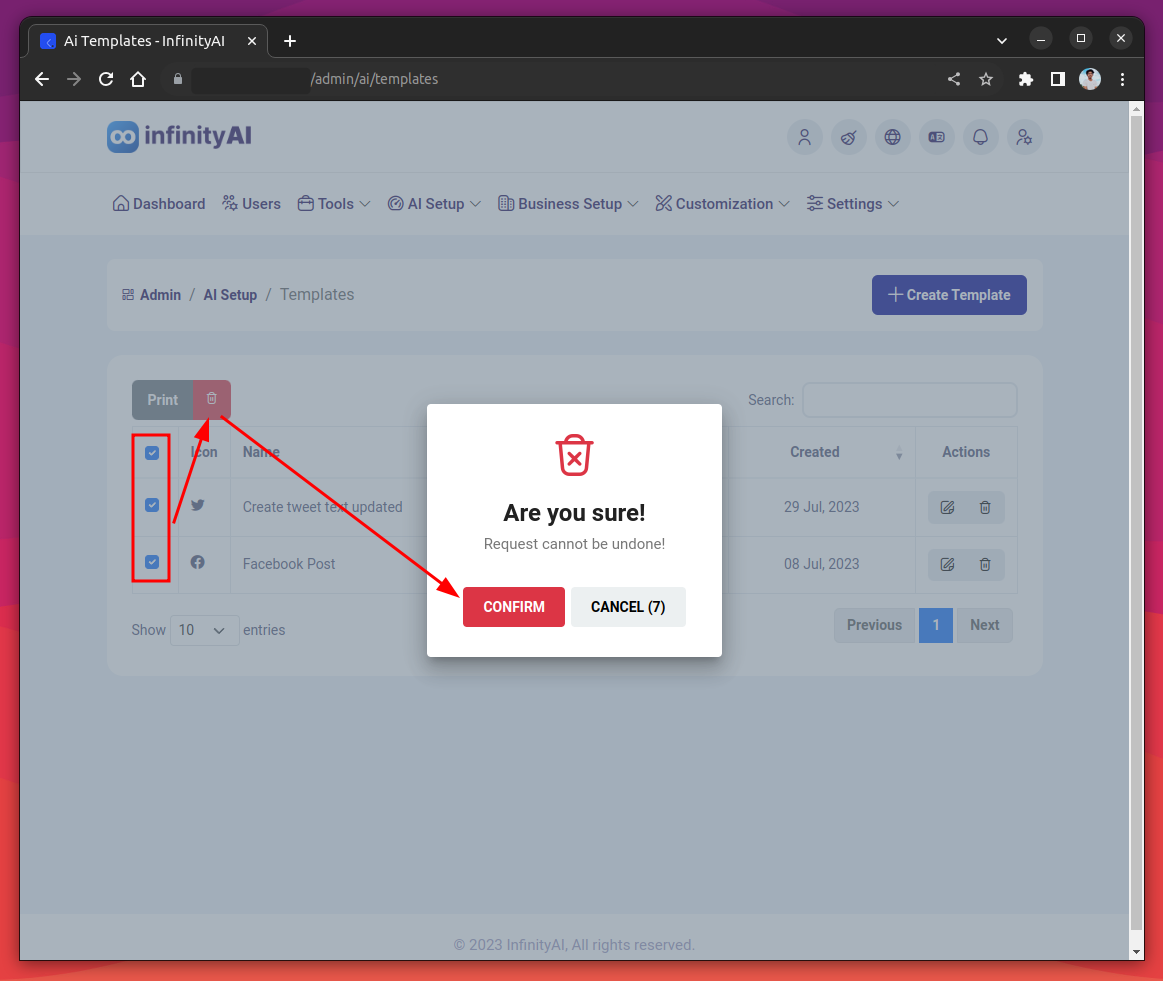 Ai Templates - InfinityAI
/admin/ai/templates
infinityAI
Dashboard Users Tools AI Setup Business Setup Customization Settings
Admin / AI Setup / Templates
Create Template
Print
Search:
Icon Name Created Actions
Create tweet text updated 29 Jul, 2023
Facebook Post 08 Jul, 2023
Show 10 entries
Previous 1 Next
Are you sure!
Request cannot be undone!
CONFIRM CANCEL (7)
© 2023 InfinityAI, All rights reserved.